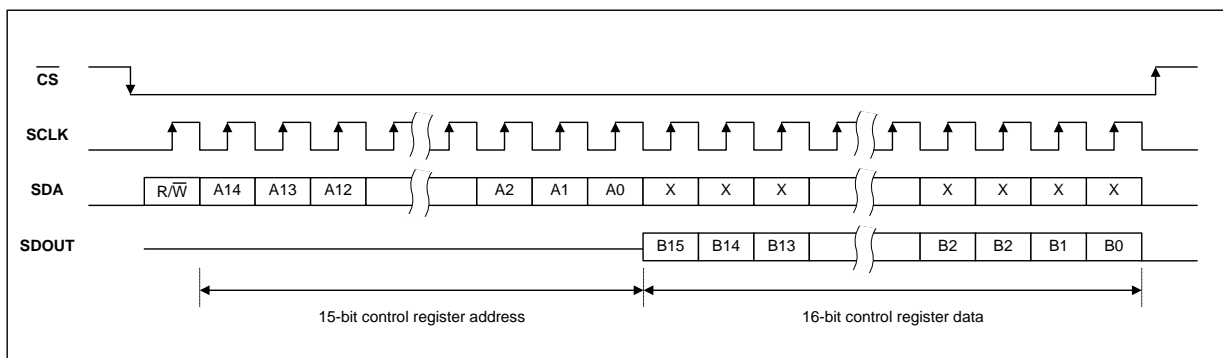 CS
SCLK
SDA R/W A14 A13 A12 A2 A1 A0 X X X X X X X
SDOUT B15 B14 B13 B2 B2 B1 B0
15-bit control register address 16-bit control register data